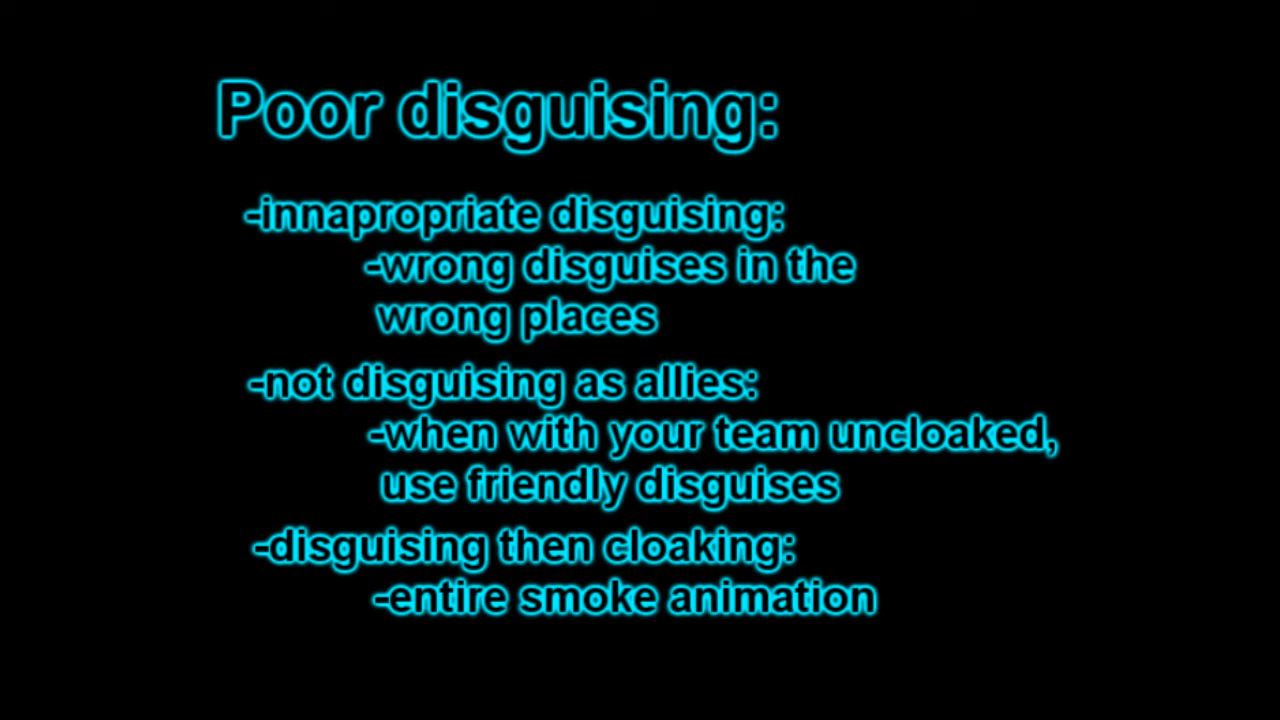 Poor disguising:
-innapropriate disguising:
-wrong disguises in the
wrong places
-not disguising as allies:
-when with your team uncloaked,
use friendly disguises
-disguising then cloaking:
-entire smoke animation